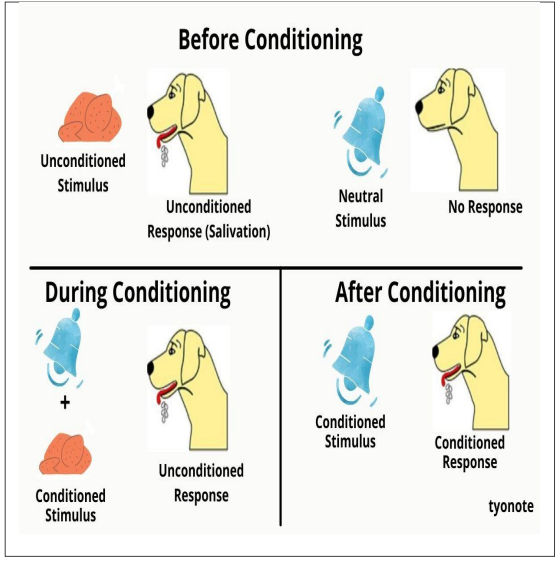 Before Conditioning
Unconditioned
Stimulus
Unconditioned
Response (Salivation)
Neutral
Stimulus
No Response
During Conditioning
+
Conditioned
Stimulus
Unconditioned
Response
After Conditioning
Conditioned
Stimulus
Conditioned
Response
tyonote